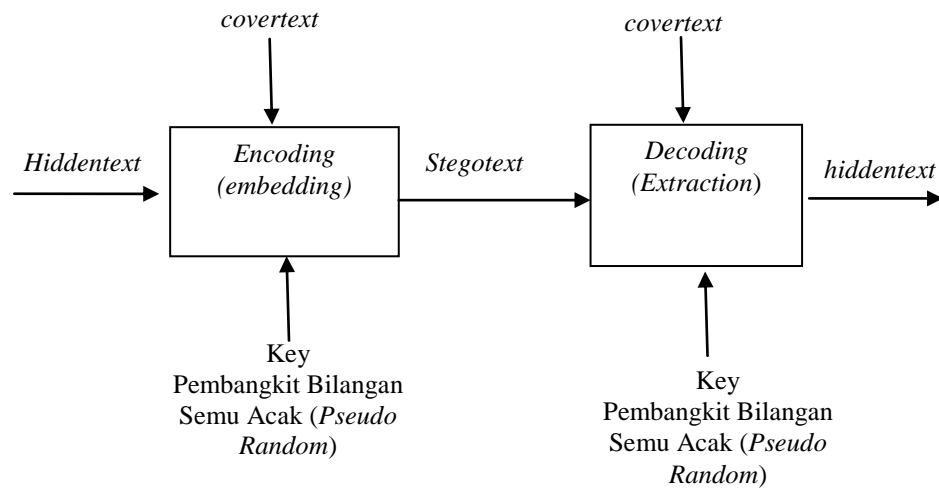 covertext
covertext
Hiddentext
Encoding
(embedding)
Stegotext
Decoding
(Extraction)
hiddentext
Key
Pembangkit Bilangan
Semu Acak (Pseudo
Random)
Key
Pembangkit Bilangan
Semu Acak (Pseudo
Random)